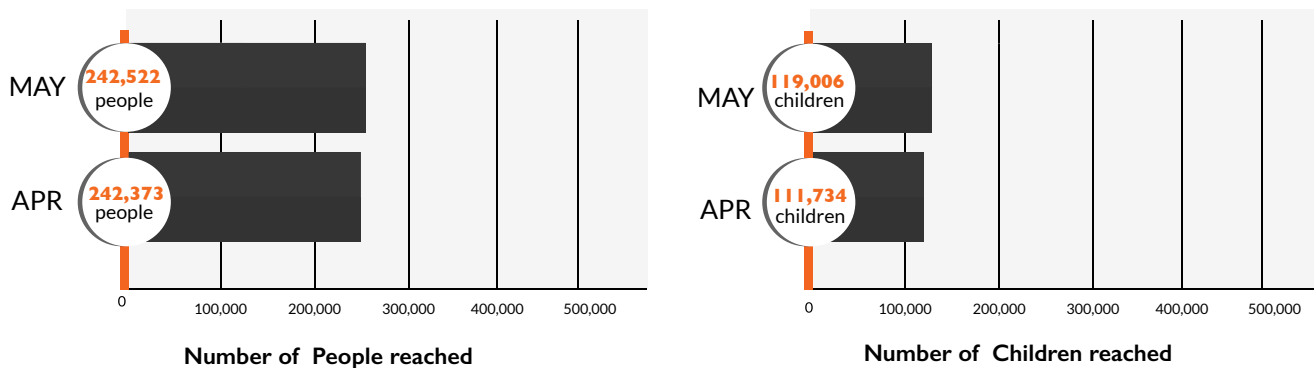 MAY
242,522
people
APR
242,373
people
0
100,000
200,000
300,000
400,000
500,000
Number of People reached
MAY
119,006
children
APR
111,734
children
0
100,000
200,000
300,000
400,000
500,000
Number of Children reached